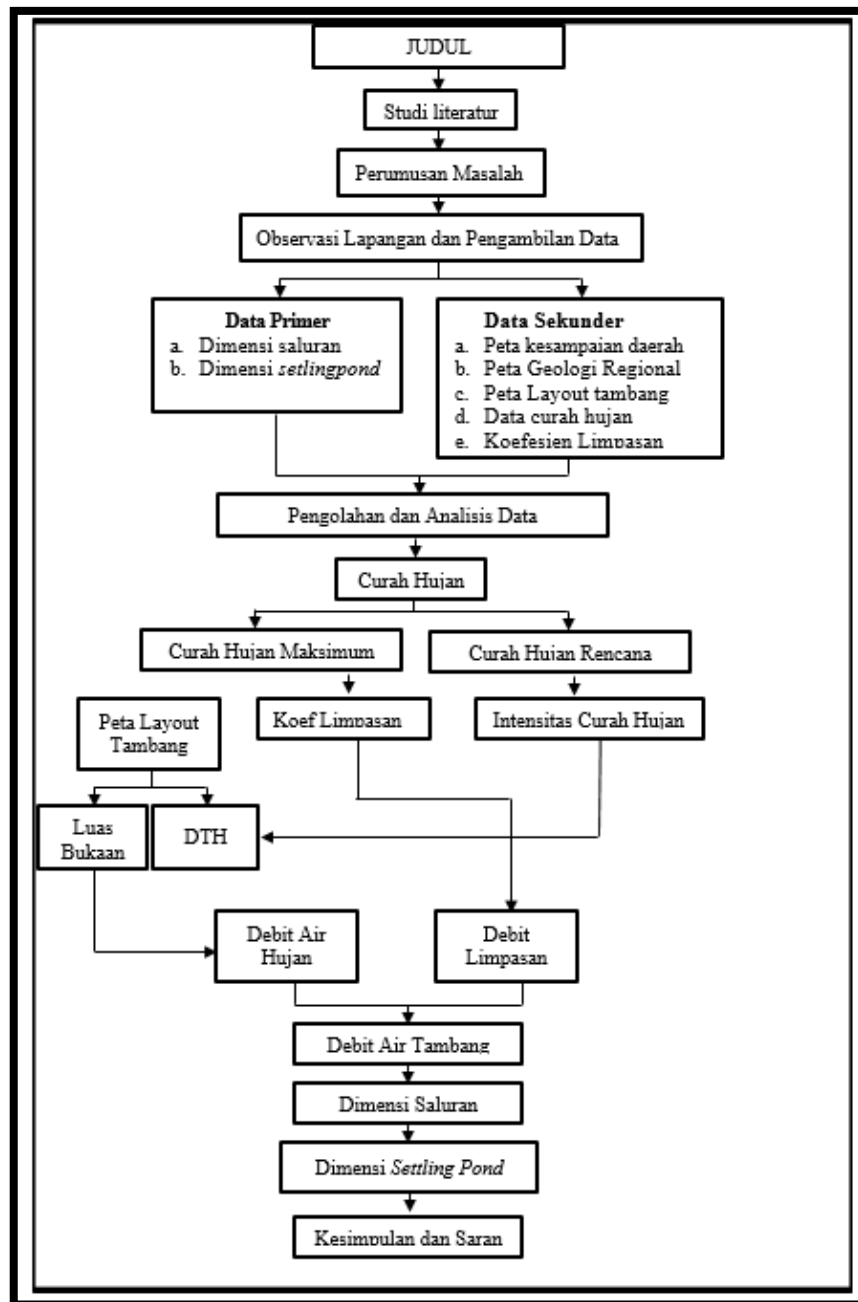 JUDUL
Studi literatur
Perumusan Masalah
Observasi Lapangan dan Pengambilan Data
Data Primer
a. Dimensi saluran
b. Dimensi setlingpond
Data Sekunder
a. Peta kesampaian daerah
b. Peta Geologi Regional
c. Peta Layout tambang
d. Data curah hujan
e. Koefesien Limpasan
Pengolahan dan Analisis Data
Curah Hujan
Curah Hujan Maksimum
Curah Hujan Rencana
Peta Layout
Tambang
Koef Limpasan
Intensitas Curah Hujan
Luas
Bukaan
DTH
Debit Air
Hujan
Debit
Limpasan
Debit Air Tambang
Dimensi Saluran
Dimensi Settling Pond
Kesimpulan dan Saran